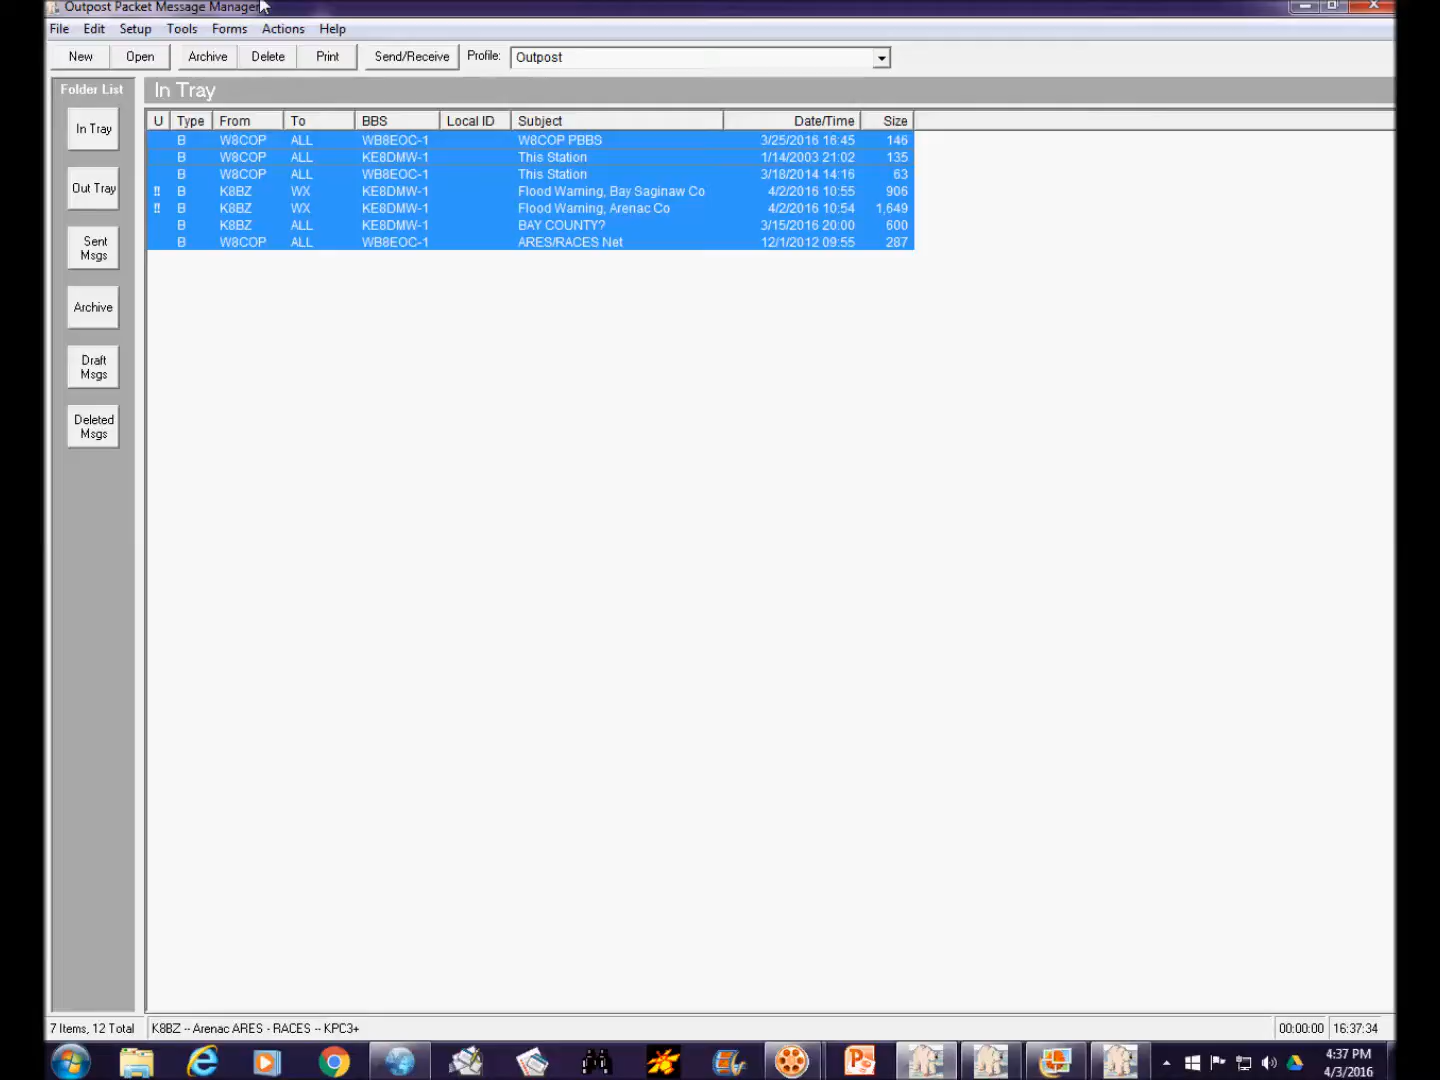 Outpost Packet Message Manager
File Edit Setup Tools Forms Actions Help
New Open Archive Delete Print Send/Receive Profile: Outpost
Folder List
In Tray
Out Tray
Sent
Msgs
Archive
Draft
Msgs
Deleted
Msgs
In Tray
U Type From To BBS Local ID Subject Date/Time Size
B W8COP ALL WB8EOC-1 W8COP PBBS 3/25/2016 16:45 146
B W8COP ALL KE8DMW-1 This Station 1/14/2003 21:02 135
B W8COP ALL WB8EOC-1 This Station 3/18/2014 14:16 63
!! B K8BZ WX KE8DMW-1 Flood Warning, Bay Saginaw Co 4/2/2016 10:55 906
!! B K8BZ WX KE8DMW-1 Flood Warning, Arenac Co 4/2/2016 10:54 1,649
B K8BZ ALL KE8DMW-1 BAY COUNTY? 3/15/2016 20:00 600
B W8COP ALL WB8EOC-1 ARES/RACES Net 12/1/2012 09:55 287
7 Items, 12 Total K8BZ -- Arenac ARES - RACES -- KPC3+ 00:00:00 16:37:34
4:37 PM
4/3/2016